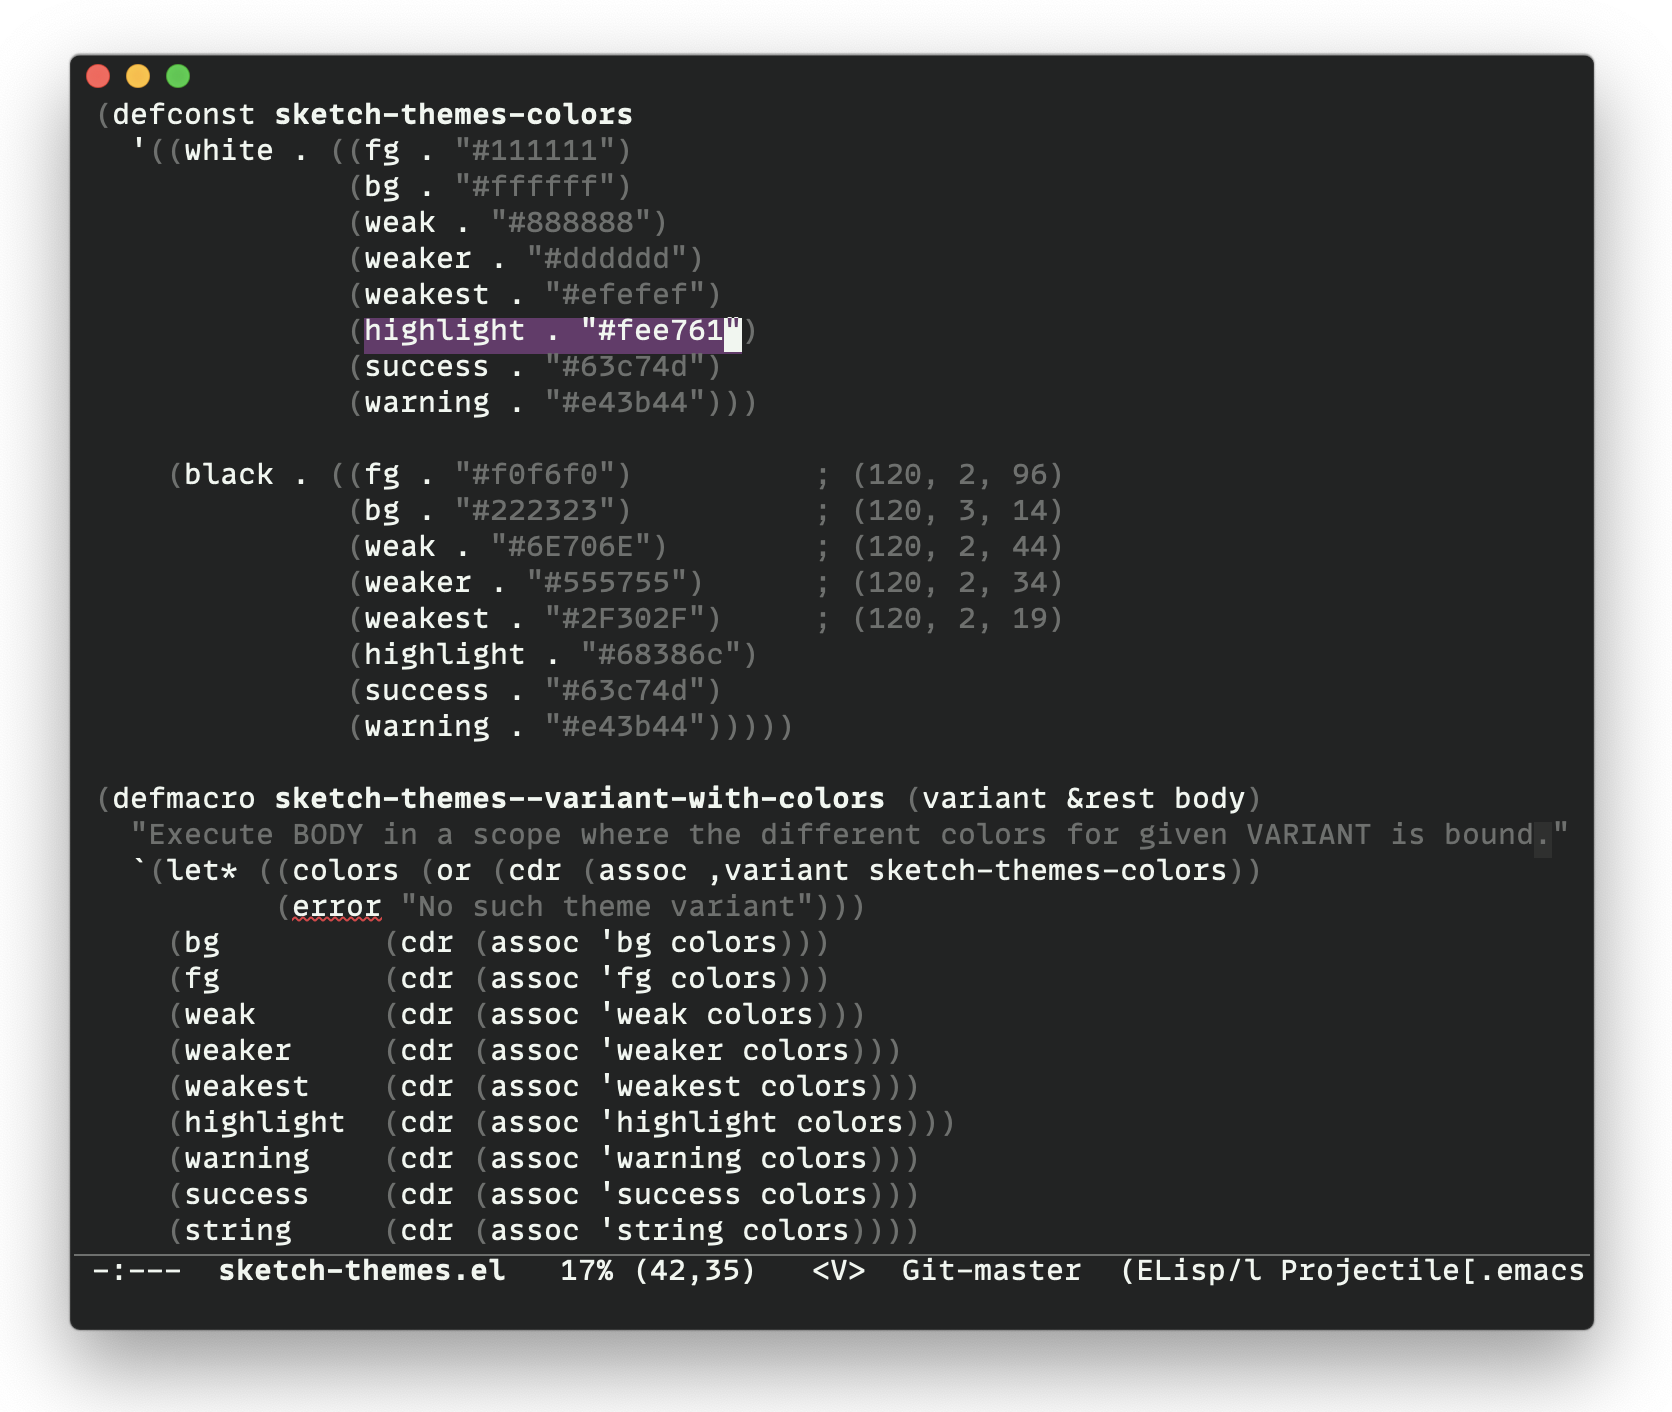 (defconst sketch-themes-colors
  '((white . ((fg . "#111111")
              (bg . "#ffffff")
              (weak . "#888888")
              (weaker . "#dddddd")
              (weakest . "#efefef")
              (highlight . "#fee761")
              (success . "#63c74d")
              (warning . "#e43b44")))

    (black . ((fg . "#f0f6f0")          ; (120, 2, 96)
              (bg . "#222323")          ; (120, 3, 14)
              (weak . "#6E706E")        ; (120, 2, 44)
              (weaker . "#555755")      ; (120, 2, 34)
              (weakest . "#2F302F")     ; (120, 2, 19)
              (highlight . "#68386c")
              (success . "#63c74d")
              (warning . "#e43b44")))))

(defmacro sketch-themes--variant-with-colors (variant &rest body)
  "Execute BODY in a scope where the different colors for given VARIANT is bound."
  `(let* ((colors (or (cdr (assoc ,variant sketch-themes-colors))
          (error "No such theme variant")))
    (bg         (cdr (assoc 'bg colors)))
    (fg         (cdr (assoc 'fg colors)))
    (weak       (cdr (assoc 'weak colors)))
    (weaker     (cdr (assoc 'weaker colors)))
    (weakest    (cdr (assoc 'weakest colors)))
    (highlight  (cdr (assoc 'highlight colors)))
    (warning    (cdr (assoc 'warning colors)))
    (success    (cdr (assoc 'success colors)))
    (string     (cdr (assoc 'string colors))))
-:---  sketch-themes.el   17% (42,35)   <V>  Git-master  (ELisp/l Projectile[.emacs